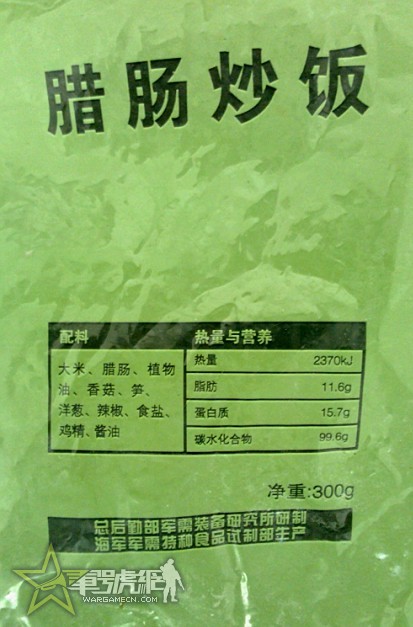 腊肠炒饭
配料
大米、腊肠、植物
油、香菇、笋、
洋葱、辣椒、食盐、
鸡精、酱油
热量与营养
热量 2370kJ
脂肪 11.6g
蛋白质 15.7g
碳水化合物 99.6g
净重:300g
总后勤部军需装备研究所研制
海军军需特种食品试制部生产
軍號虎網
WARGAMECN.COM